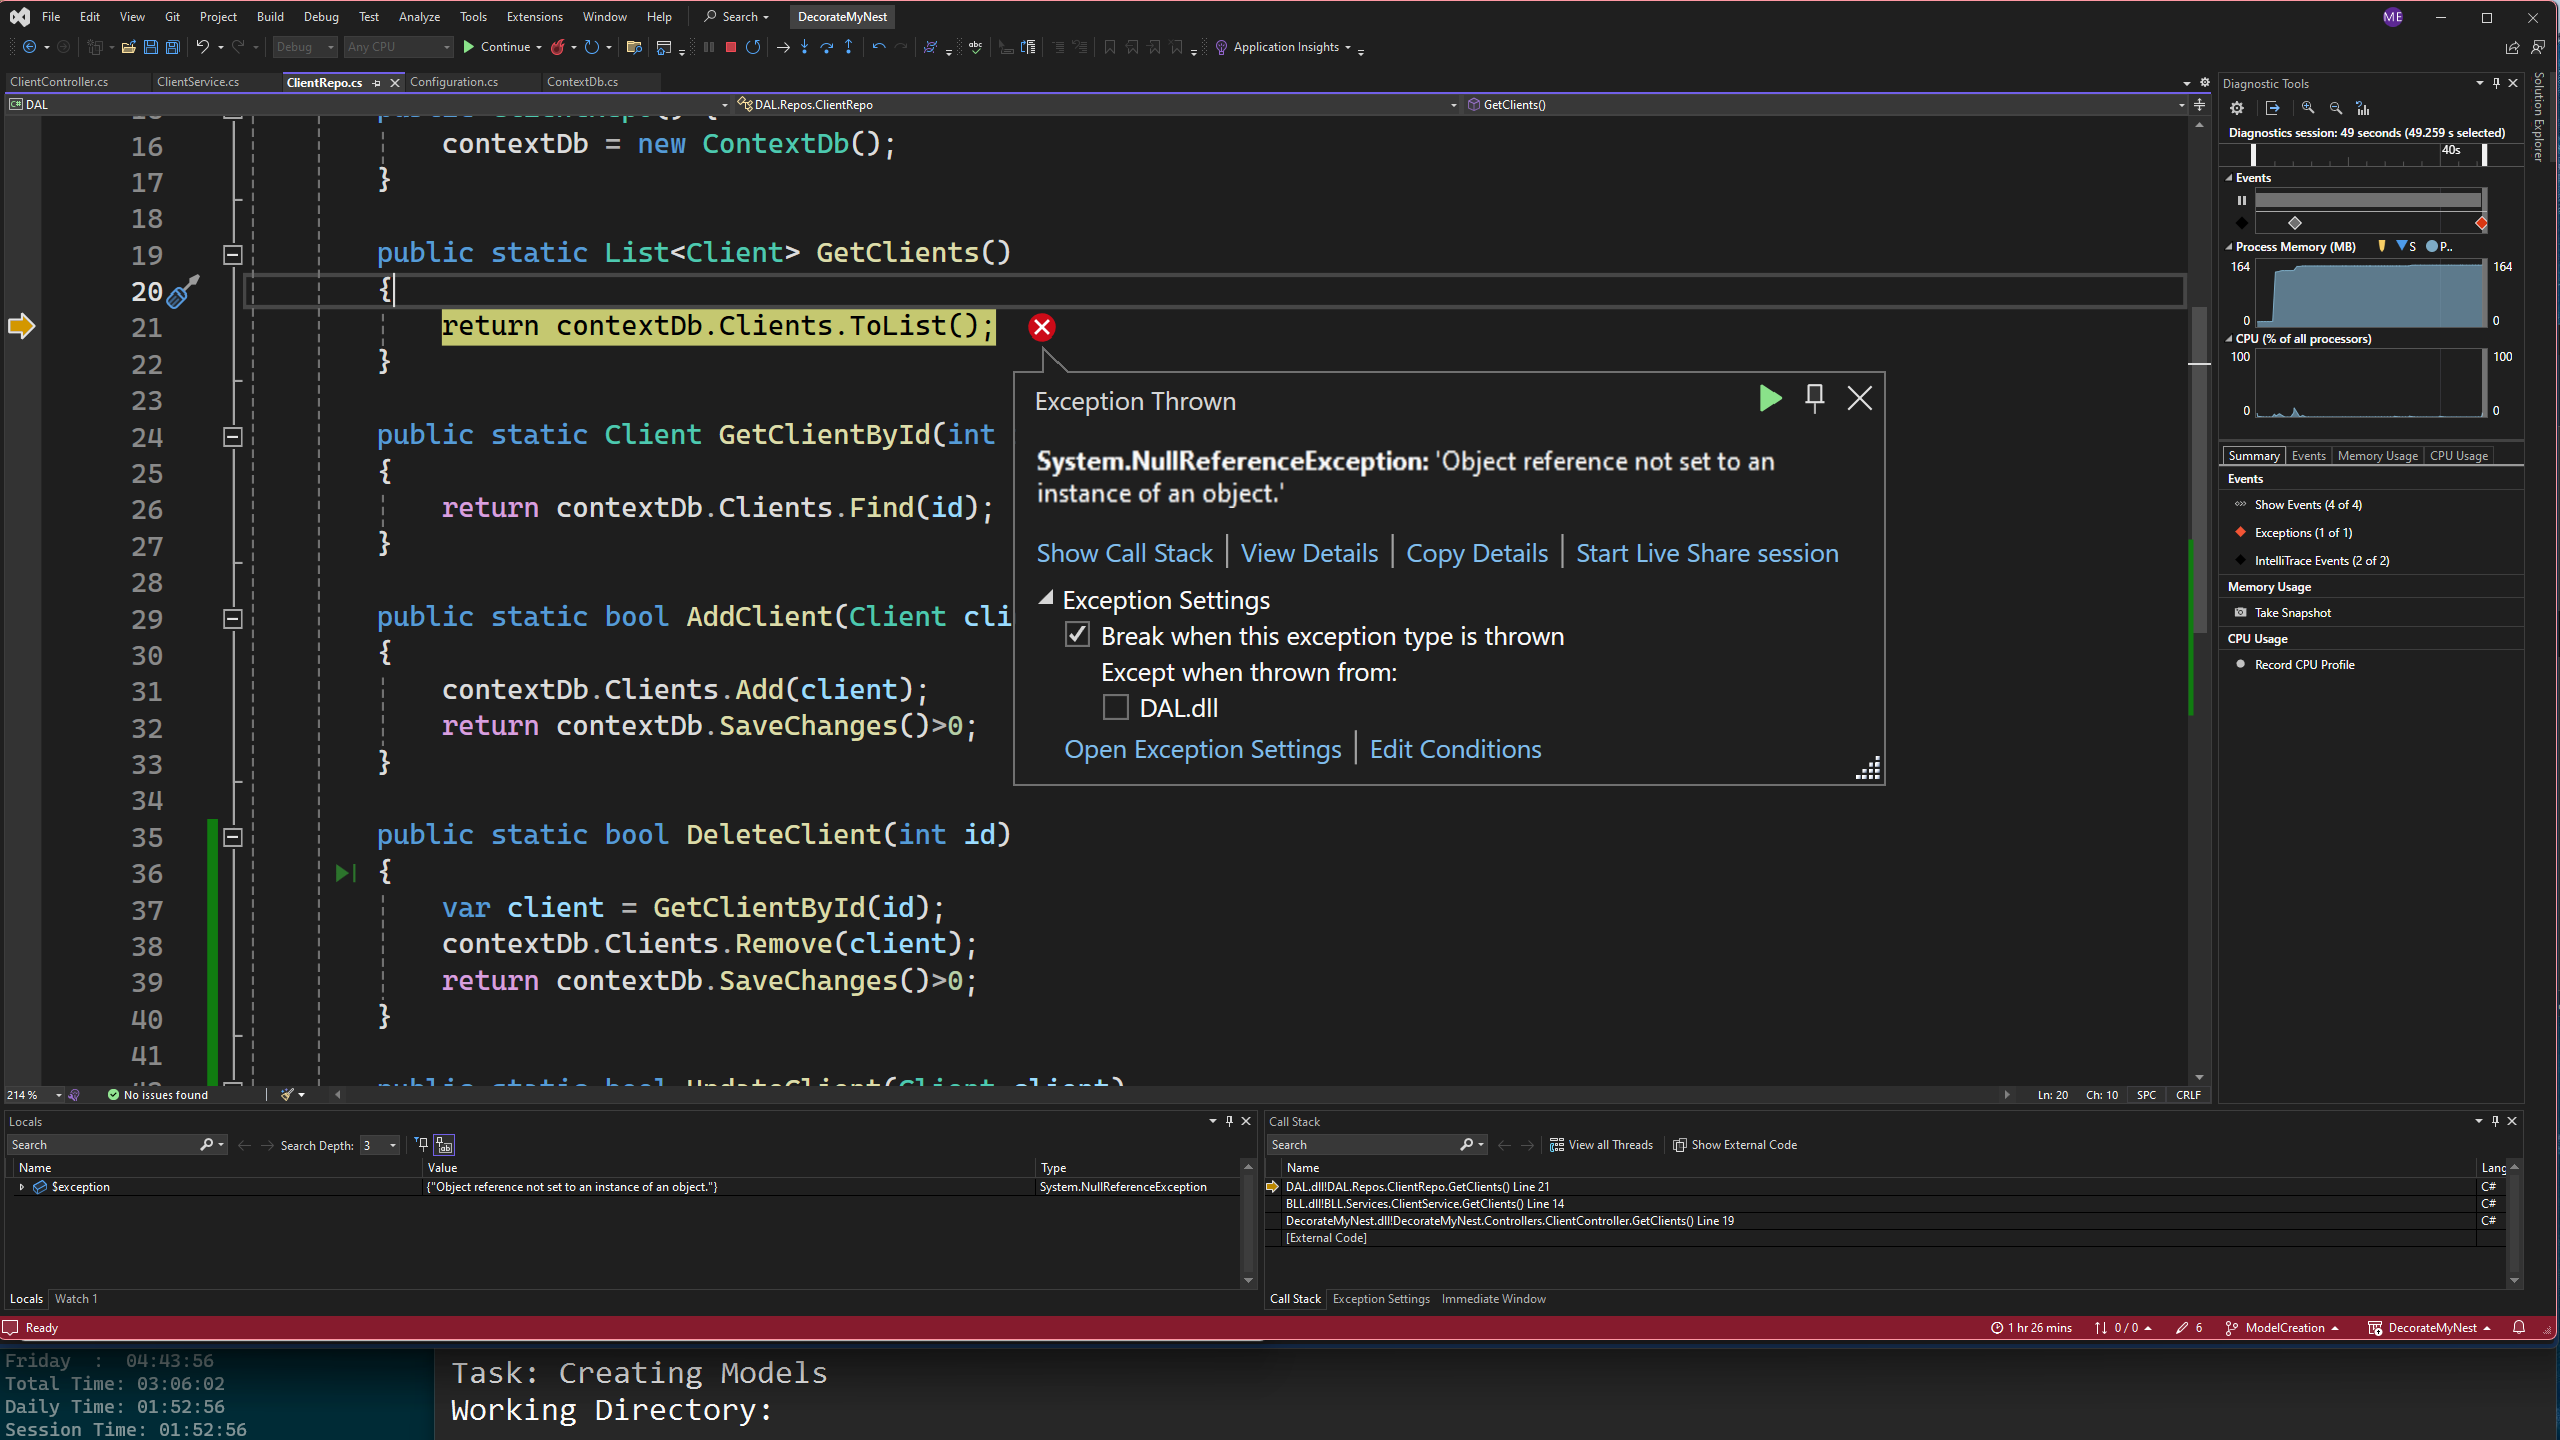 File Edit View Git Project Build Debug Test Analyze Tools Extensions Window Help Search DecorateMyNest ME
Debug Any CPU Continue Application Insights
ClientController.cs ClientService.cs ClientRepo.cs Configuration.cs ContextDb.cs
DAL DAL.Repos.ClientRepo GetClients()
16 contextDb = new ContextDb();
17 }
18
19 public static List<Client> GetClients()
20 {
21 return contextDb.Clients.ToList();
22 }
23
24 public static Client GetClientById(int
25 {
26 return contextDb.Clients.Find(id);
27 }
28
29 public static bool AddClient(Client cli
30 {
31 contextDb.Clients.Add(client);
32 return contextDb.SaveChanges()>0;
33 }
34
35 public static bool DeleteClient(int id)
36 {
37 var client = GetClientById(id);
38 contextDb.Clients.Remove(client);
39 return contextDb.SaveChanges()>0;
40 }
41
public static bool UpdateClient(Client client)
Exception Thrown
System.NullReferenceException: 'Object reference not set to an
instance of an object.'
Show Call Stack | View Details | Copy Details | Start Live Share session
Exception Settings
Break when this exception type is thrown
Except when thrown from:
DAL.dll
Open Exception Settings | Edit Conditions
214 % No issues found Ln: 20 Ch: 10 SPC CRLF
Diagnostic Tools
Diagnostics session: 49 seconds (49.259 s selected)
40s
Events
Process Memory (MB) S P..
164 164
0 0
CPU (% of all processors)
100 100
0 0
Summary Events Memory Usage CPU Usage
Events
Show Events (4 of 4)
Exceptions (1 of 1)
IntelliTrace Events (2 of 2)
Memory Usage
Take Snapshot
CPU Usage
Record CPU Profile
Solution Explorer
Locals
Search Search Depth: 3
Name Value Type
$exception {"Object reference not set to an instance of an object."} System.NullReferenceException
Locals Watch 1
Call Stack
Search View all Threads Show External Code
Name Lang
DAL.dll!DAL.Repos.ClientRepo.GetClients() Line 21 C#
BLL.dll!BLL.Services.ClientService.GetClients() Line 14 C#
DecorateMyNest.dll!DecorateMyNest.Controllers.ClientController.GetClients() Line 19 C#
[External Code]
Call Stack Exception Settings Immediate Window
Ready 1 hr 26 mins 0 / 0 6 ModelCreation DecorateMyNest
Friday : 04:43:56
Total Time: 03:06:02
Daily Time: 01:52:56
Session Time: 01:52:56
Task: Creating Models
Working Directory: